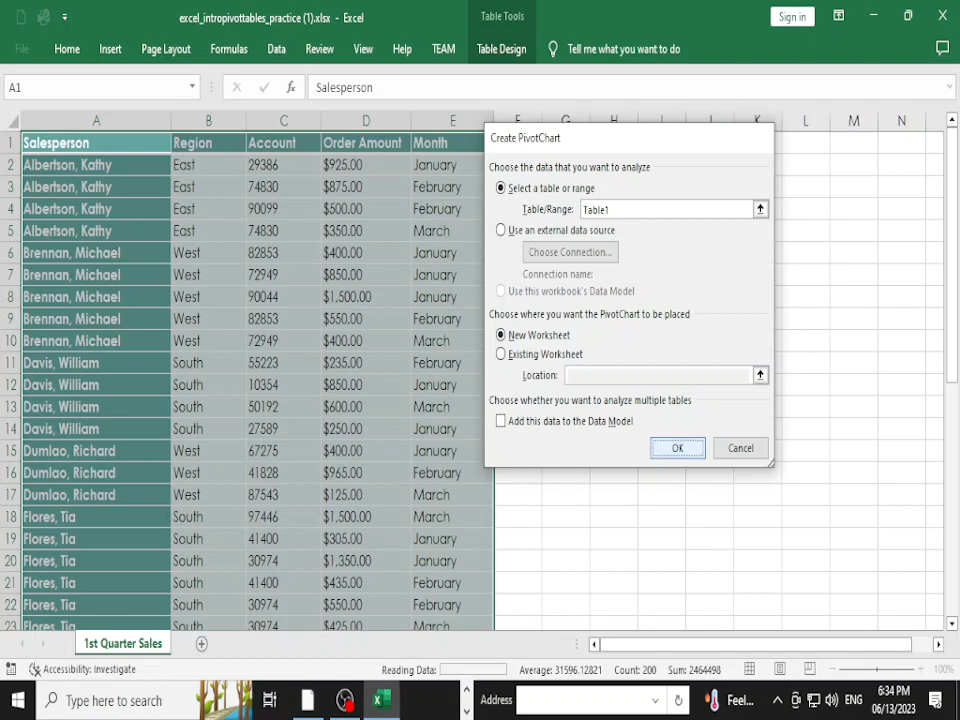 excel_intropivottables_practice (1).xlsx - Excel
Table Tools
Sign in
File Home Insert Page Layout Formulas Data Review View Help TEAM Table Design Tell me what you want to do
A1 fx Salesperson
A B C D E F G H I J K L M N
1 Salesperson Region Account Order Amount Month
2 Albertson, Kathy East 29386 $925.00 January
3 Albertson, Kathy East 74830 $875.00 February
4 Albertson, Kathy East 90099 $500.00 January
5 Albertson, Kathy East 74830 $350.00 March
6 Brennan, Michael West 82853 $400.00 January
7 Brennan, Michael West 72949 $850.00 January
8 Brennan, Michael West 90044 $1,500.00 January
9 Brennan, Michael West 82853 $550.00 March
10 Brennan, Michael West 72949 $400.00 March
11 Davis, William South 55223 $235.00 February
12 Davis, William South 10354 $850.00 January
13 Davis, William South 50192 $600.00 March
14 Davis, William South 27589 $250.00 January
15 Dumlao, Richard West 67275 $400.00 January
16 Dumlao, Richard West 41828 $965.00 February
17 Dumlao, Richard West 87543 $125.00 March
18 Flores, Tia South 97446 $1,500.00 March
19 Flores, Tia South 41400 $305.00 January
20 Flores, Tia South 30974 $1,350.00 January
21 Flores, Tia South 41400 $435.00 February
22 Flores, Tia South 30974 $550.00 February
23 Flores, Tia South 30974 $425.00 March
Create PivotChart
Choose the data that you want to analyze
Select a table or range
Table/Range: Table1
Use an external data source
Choose Connection...
Connection name:
Use this workbook's Data Model
Choose where you want the PivotChart to be placed
New Worksheet
Existing Worksheet
Location:
Choose whether you want to analyze multiple tables
Add this data to the Data Model
OK Cancel
1st Quarter Sales
Accessibility: Investigate Reading Data: Average: 31596.12821 Count: 200 Sum: 2464498 100%
Type here to search Address Feel... ENG 6:34 PM
06/13/2023